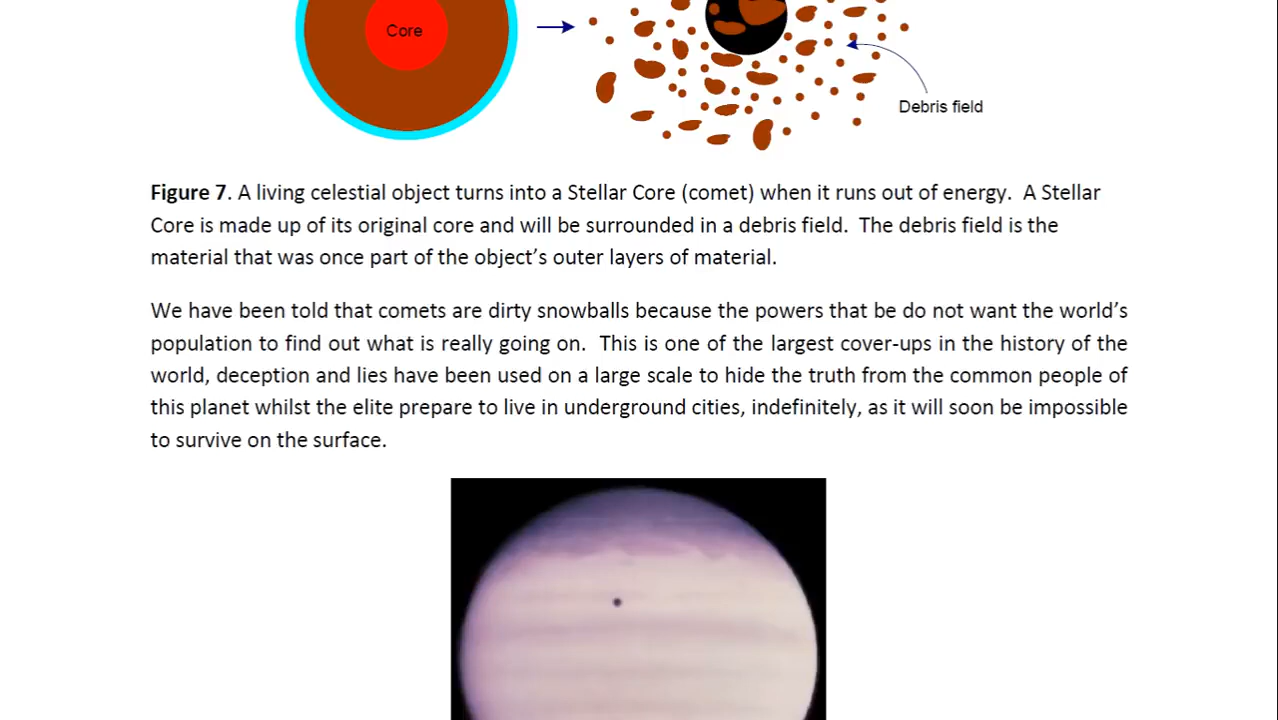 Core
Debris field
Figure 7. A living celestial object turns into a Stellar Core (comet) when it runs out of energy.  A Stellar
Core is made up of its original core and will be surrounded in a debris field.  The debris field is the
material that was once part of the object’s outer layers of material.
We have been told that comets are dirty snowballs because the powers that be do not want the world’s
population to find out what is really going on.  This is one of the largest cover-ups in the history of the
world, deception and lies have been used on a large scale to hide the truth from the common people of
this planet whilst the elite prepare to live in underground cities, indefinitely, as it will soon be impossible
to survive on the surface.